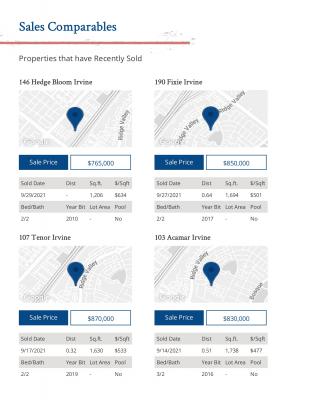 Sales Comparables
Properties that have Recently Sold
146 Hedge Bloom Irvine
Ridge Valley
Google
Sale Price $765,000
Sold Date Dist Sq.ft. $/Sqft
9/29/2021 - 1,206 $634
Bed/Bath Year Blt Lot Area Pool
2/2 2010 - No
190 Fixie Irvine
Ridge Valley
Ridge Valley
Google
Sale Price $850,000
Sold Date Dist Sq.ft. $/Sqft
9/27/2021 0.64 1,694 $501
Bed/Bath Year Blt Lot Area Pool
2/2 2017 - No
107 Tenor Irvine
Ridge Valley
Google
Sale Price $870,000
Sold Date Dist Sq.ft. $/Sqft
9/17/2021 0.32 1,630 $533
Bed/Bath Year Blt Lot Area Pool
2/2 2019 - No
103 Acamar Irvine
Ridge Valley
Bosque
Google
Sale Price $830,000
Sold Date Dist Sq.ft. $/Sqft
9/14/2021 0.51 1,738 $477
Bed/Bath Year Blt Lot Area Pool
3/2 2016 - No